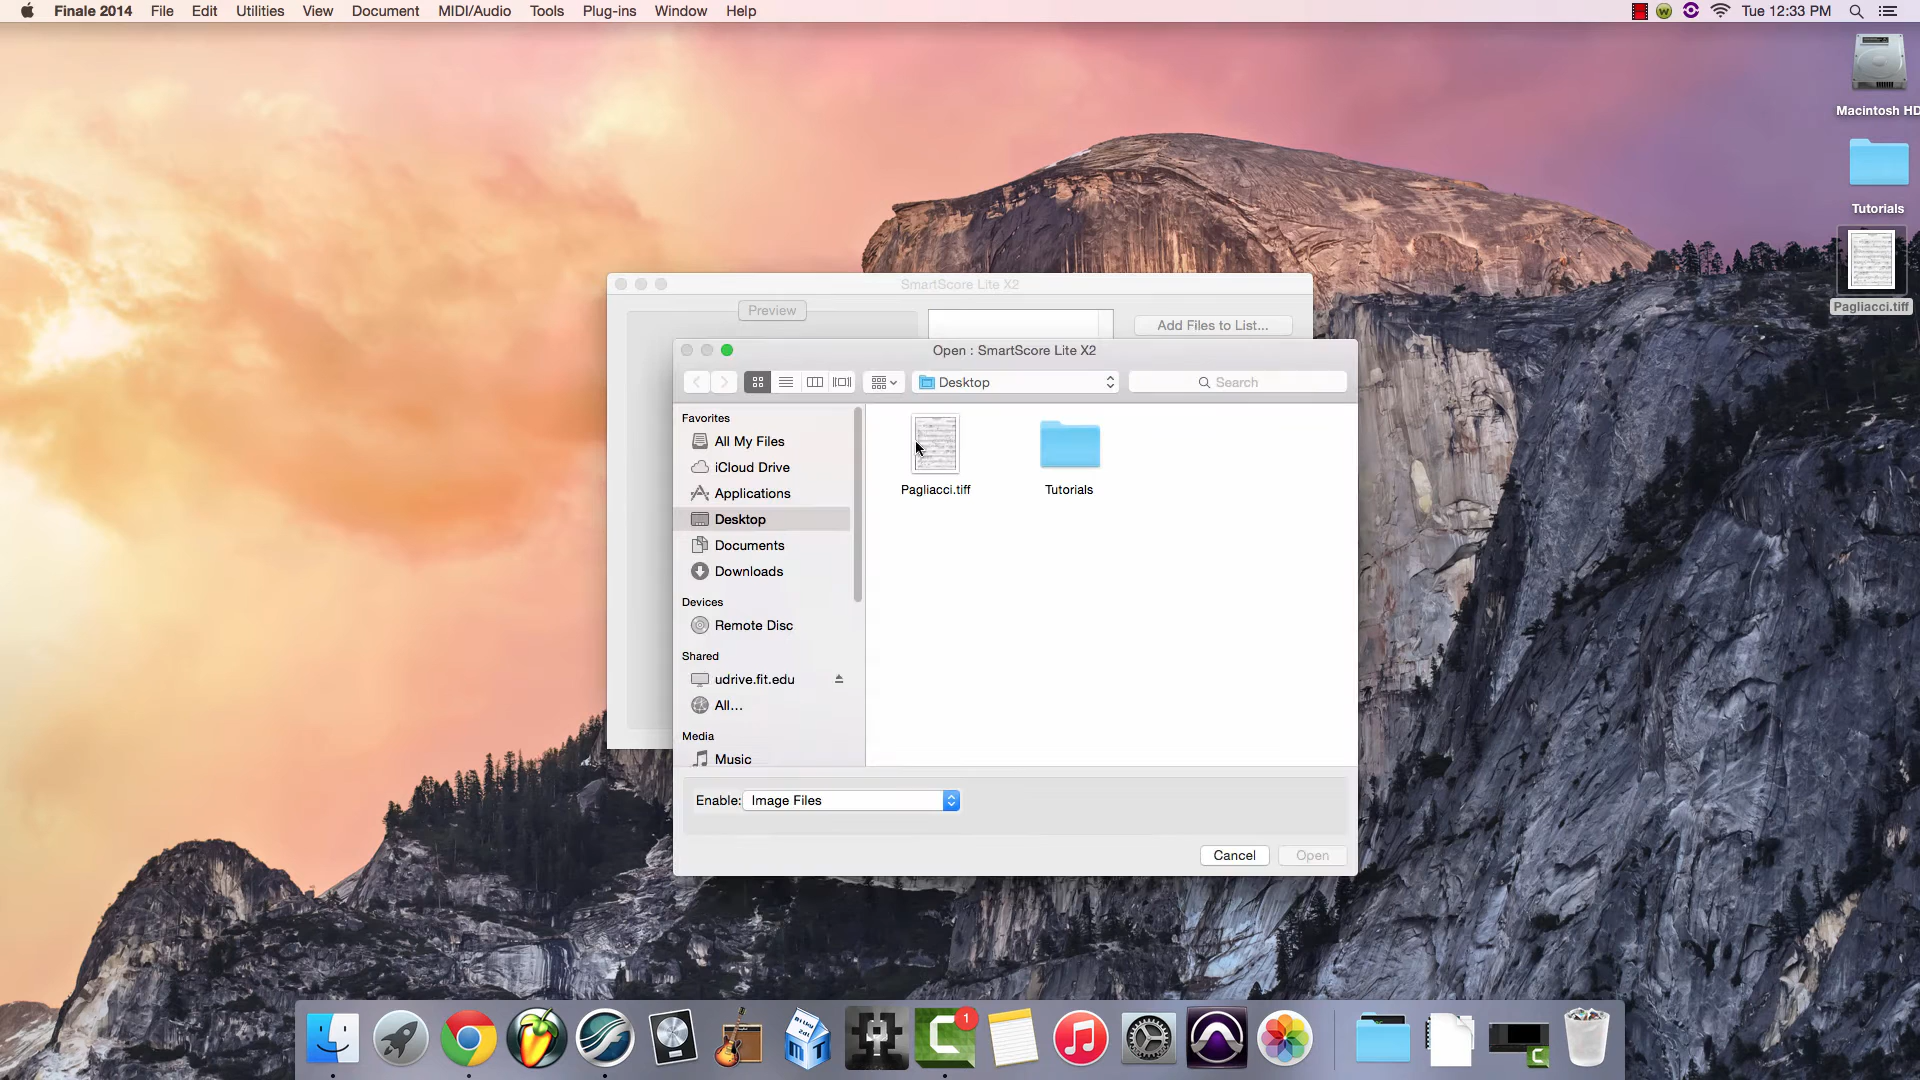 Finale 2014 File Edit Utilities View Document MIDI/Audio Tools Plug-ins Window Help Tue 12:33 PM
Macintosh HD
Tutorials
Pagliacci.tiff
SmartScore Lite X2
Preview
Add Files to List...
Open : SmartScore Lite X2
Desktop
Search
Favorites
All My Files
iCloud Drive
Applications
Desktop
Documents
Downloads
Devices
Remote Disc
Shared
udrive.fit.edu
All...
Media
Music
Pagliacci.tiff
Tutorials
Enable: Image Files
Cancel
Open
1